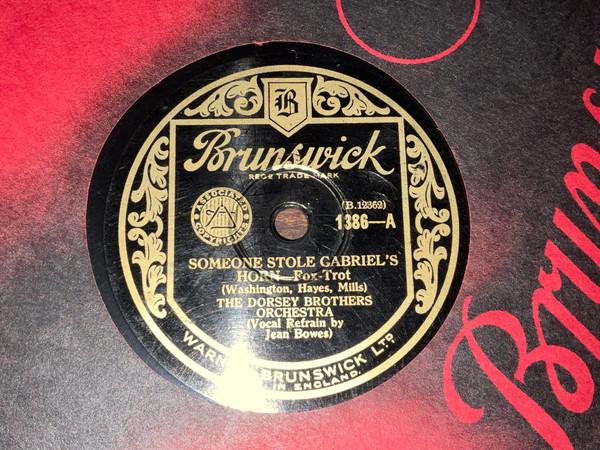 B
Brunswick
REGD TRADE MARK
ASSOCIATED COPYRIGHTS
(B.12362)
1386—A
SOMEONE STOLE GABRIEL'S
HORN—Fox-Trot
(Washington, Hayes, Mills)
THE DORSEY BROTHERS
ORCHESTRA
(Vocal Refrain by
Jean Bowes)
BRUNSWICK LTD
IN ENGLAND.